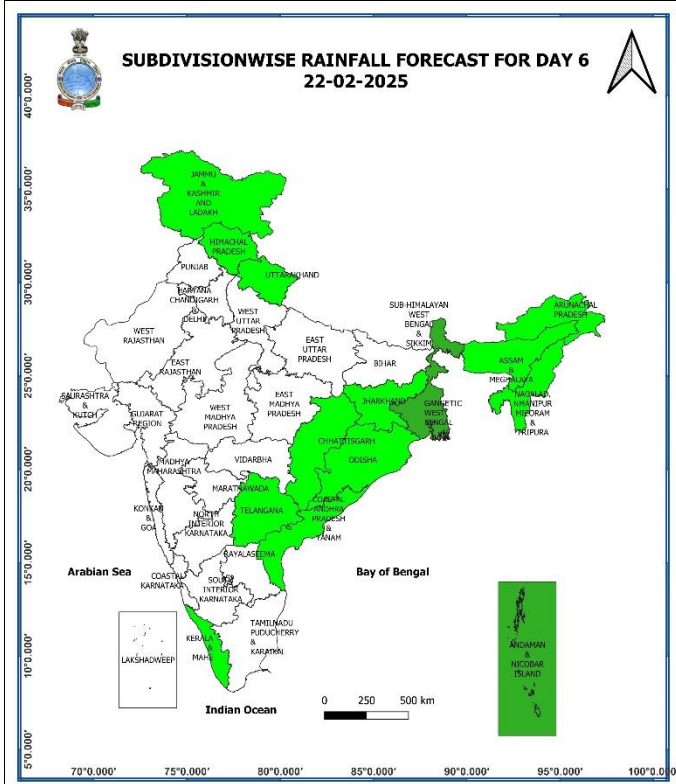 SUBDIVISIONWISE RAINFALL FORECAST FOR DAY 6
22-02-2025
40°0.000'
35°0.000'
30°0.000'
25°0.000'
20°0.000'
15°0.000'
10°0.000'
5°0.000'
JAMMU
&
KASHMIR
AND
LADAKH
HIMACHAL
PRADESH
PUNJAB
UTTARAKHAND
HARYANA
CHANDIGARH
&
DELHI
WEST
UTTAR
PRADESH
SUB-HIMALAYAN
WEST
BENGAL
&
SIKKIM
ARUNACHAL
PRADESH
WEST
RAJASTHAN
EAST
UTTAR
PRADESH
EAST
RAJASTHAN
BIHAR
ASSAM
&
MEGHALAYA
NAGALAD,
NMANIPUR
MIZORAM
&
TRIPURA
SAURASHTRA
&
KUTCH
GUJARAT
REGION
WEST
MADHYA
PRADESH
EAST
MADHYA
PRADESH
JHARKHAND
GANGETIC
WEST
BENGAL
CHHATTISGARH
ODISHA
MADHYA
MAHARASHTRA
VIDARBHA
MARATHAWADA
KONKAN
&
GOA
NORTH
INTERIOR
KARNATAKA
TELANGANA
ANDHRA
PRADESH
&
YANAM
RAYALASEEMA
Arabian Sea
Bay of Bengal
COASTAL
KARNATAKA
SOUTH
INTERIOR
KARNATAKA
TAMILNADU
PUDUCHERRY
&
KARAIKAL
KERALA
&
MAHE
LAKSHADWEEP
ANDAMAN
&
NICOBAR
ISLAND
Indian Ocean
0 250 500 km
70°0.000' 75°0.000' 80°0.000' 85°0.000' 90°0.000' 95°0.000' 100°0.00